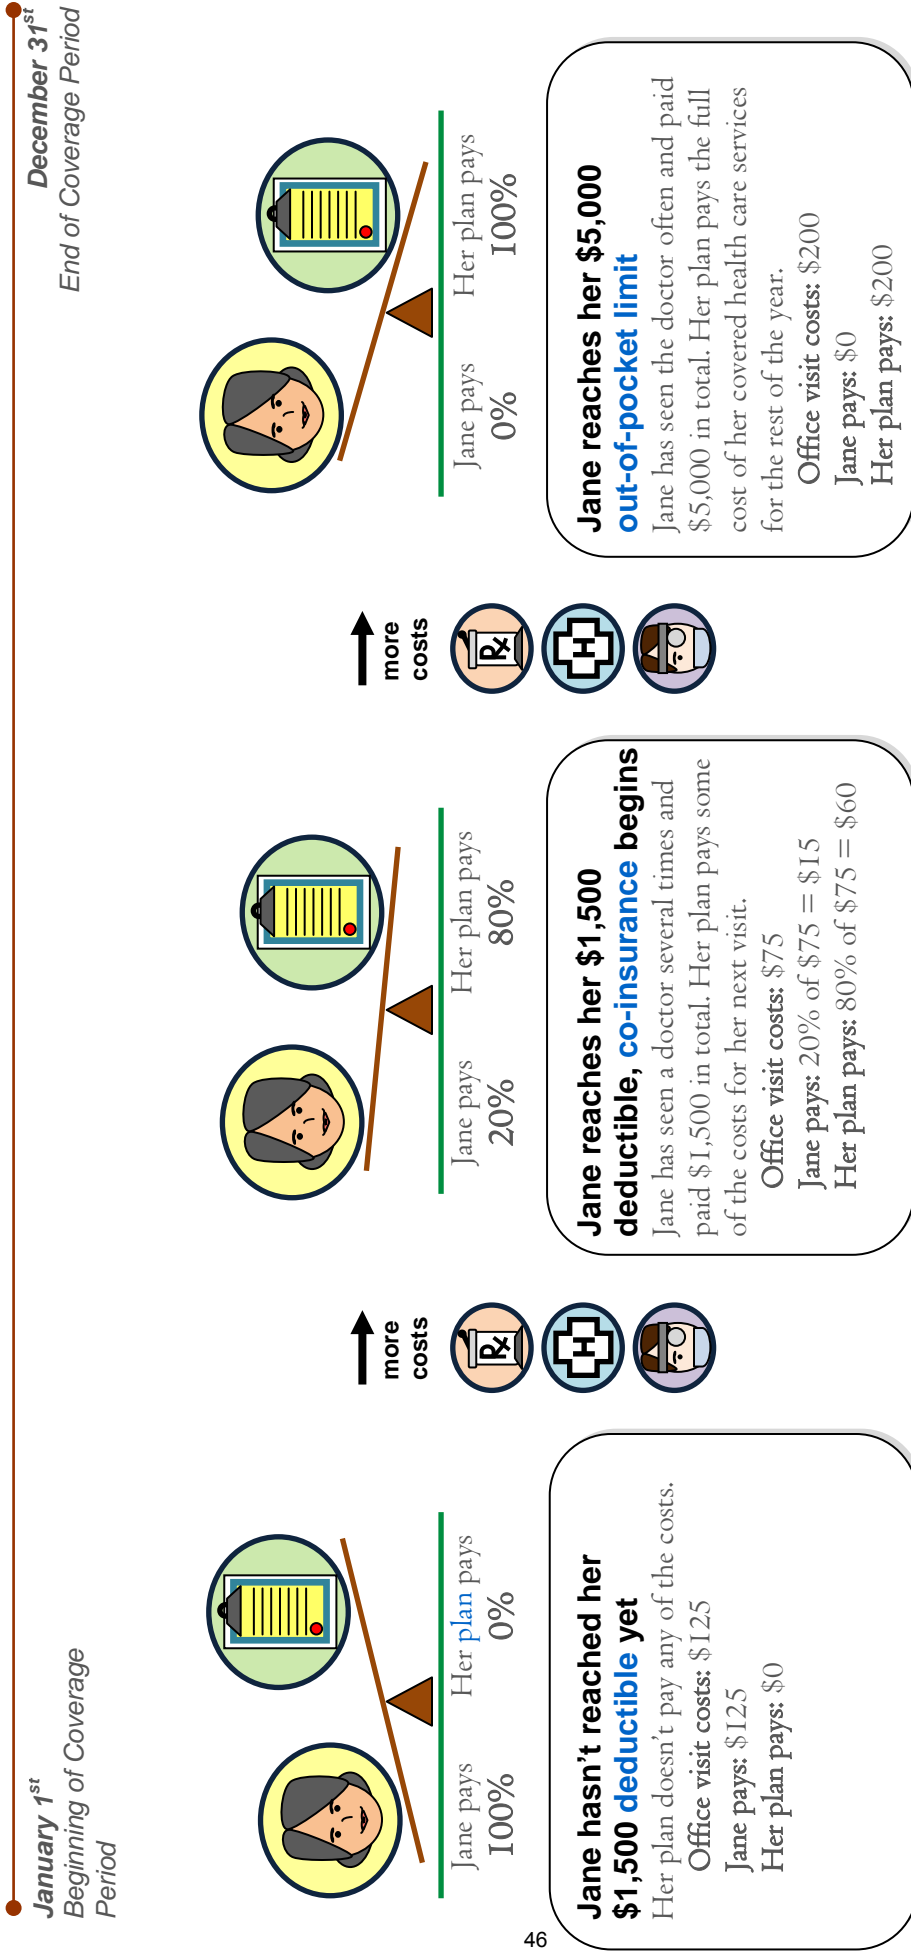 January 1st
Beginning of Coverage
Period
December 31st
End of Coverage Period
Jane pays
100%
Her plan pays
0%
more
costs
Rx
H
Jane pays
20%
Her plan pays
80%
more
costs
Rx
H
Jane pays
0%
Her plan pays
100%
Jane hasn’t reached her
$1,500 deductible yet
Her plan doesn’t pay any of the costs.
Office visit costs: $125
Jane pays: $125
Her plan pays: $0
Jane reaches her $1,500
deductible, co-insurance begins
Jane has seen a doctor several times and
paid $1,500 in total. Her plan pays some
of the costs for her next visit.
Office visit costs: $75
Jane pays: 20% of $75 = $15
Her plan pays: 80% of $75 = $60
Jane reaches her $5,000
out-of-pocket limit
Jane has seen the doctor often and paid
$5,000 in total. Her plan pays the full
cost of her covered health care services
for the rest of the year.
Office visit costs: $200
Jane pays: $0
Her plan pays: $200
46